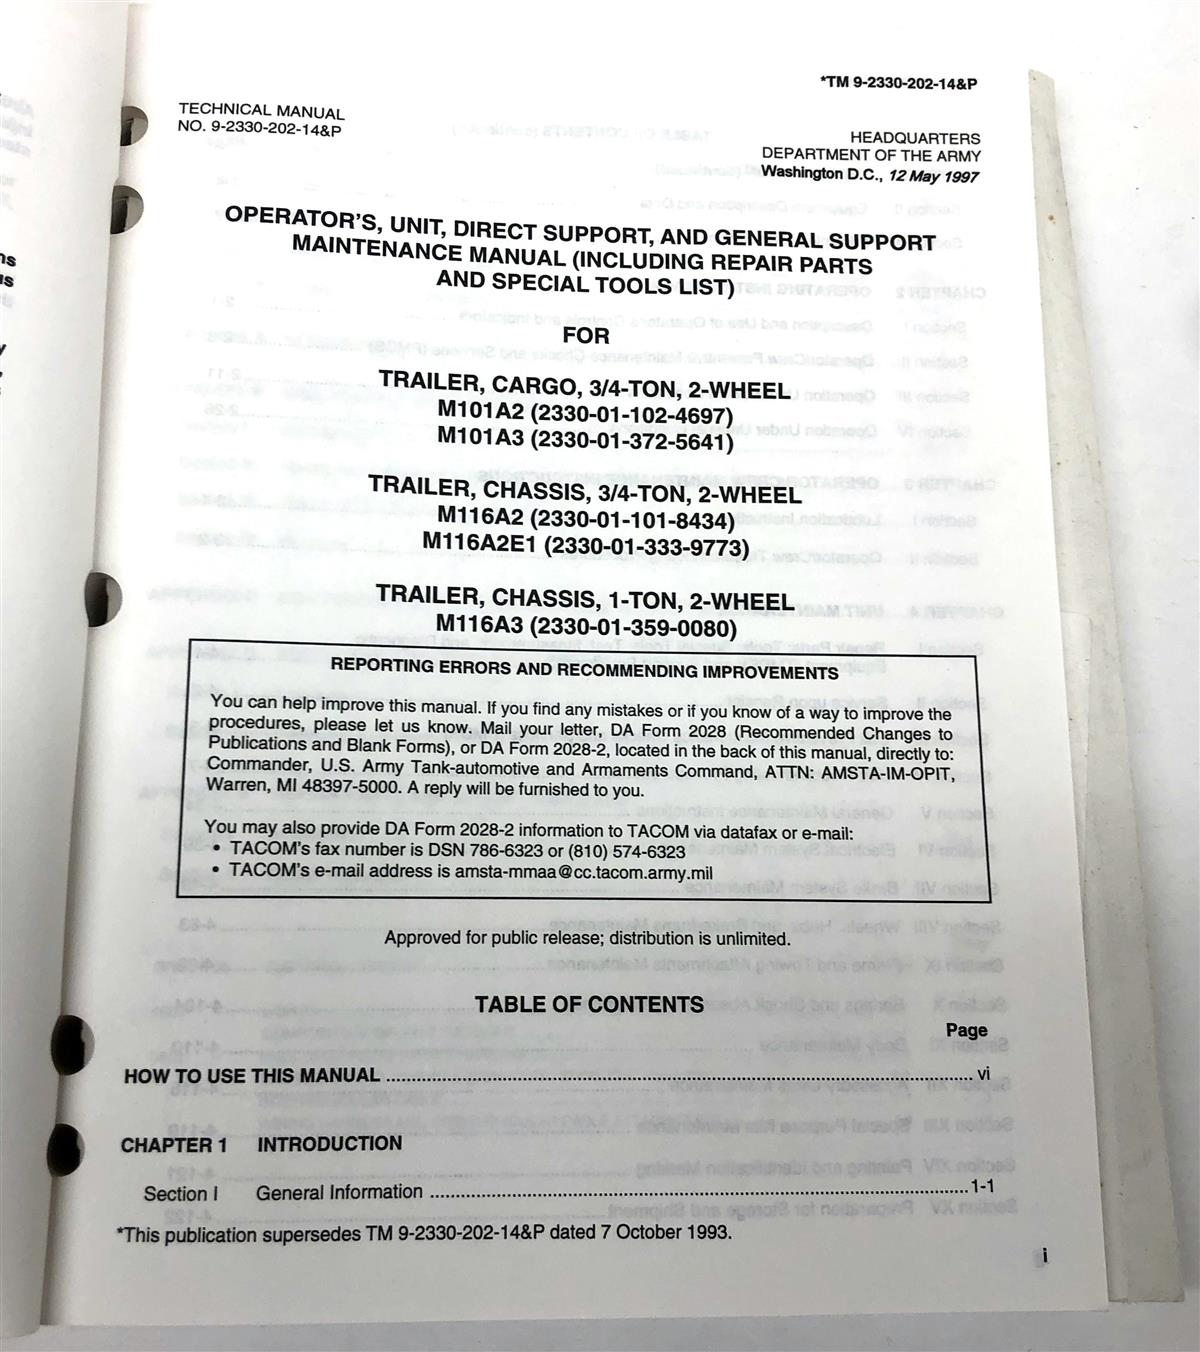 *TM 9-2330-202-14&P
TECHNICAL MANUAL
NO. 9-2330-202-14&P
HEADQUARTERS
DEPARTMENT OF THE ARMY
Washington D.C., 12 May 1997
OPERATOR'S, UNIT, DIRECT SUPPORT, AND GENERAL SUPPORT
MAINTENANCE MANUAL (INCLUDING REPAIR PARTS
AND SPECIAL TOOLS LIST)
FOR
TRAILER, CARGO, 3/4-TON, 2-WHEEL
M101A2 (2330-01-102-4697)
M101A3 (2330-01-372-5641)
TRAILER, CHASSIS, 3/4-TON, 2-WHEEL
M116A2 (2330-01-101-8434)
M116A2E1 (2330-01-333-9773)
TRAILER, CHASSIS, 1-TON, 2-WHEEL
M116A3 (2330-01-359-0080)
REPORTING ERRORS AND RECOMMENDING IMPROVEMENTS
You can help improve this manual. If you find any mistakes or if you know of a way to improve the
procedures, please let us know. Mail your letter, DA Form 2028 (Recommended Changes to
Publications and Blank Forms), or DA Form 2028-2, located in the back of this manual, directly to:
Commander, U.S. Army Tank-automotive and Armaments Command, ATTN: AMSTA-IM-OPIT,
Warren, MI 48397-5000. A reply will be furnished to you.
You may also provide DA Form 2028-2 information to TACOM via datafax or e-mail:
• TACOM's fax number is DSN 786-6323 or (810) 574-6323
• TACOM's e-mail address is amsta-mmaa@cc.tacom.army.mil
Approved for public release; distribution is unlimited.
TABLE OF CONTENTS
Page
HOW TO USE THIS MANUAL ........ vi
CHAPTER 1 INTRODUCTION
Section I General Information ........ 1-1
*This publication supersedes TM 9-2330-202-14&P dated 7 October 1993.
i